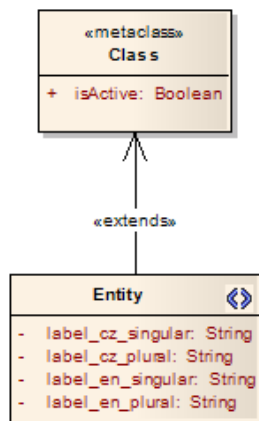 «metaclass»
Class
+ isActive: Boolean
«extends»
Entity
- label_cz_singular: String
- label_cz_plural: String
- label_en_singular: String
- label_en_plural: String